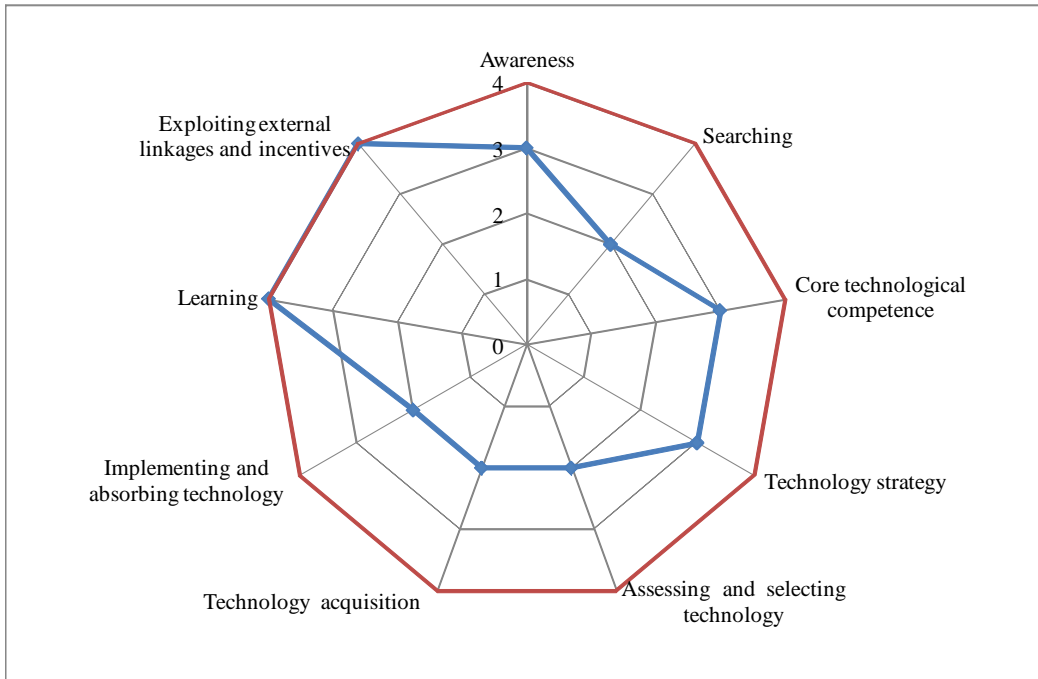 Awareness
4
Exploiting external
linkages and incentives
Searching
3
2
Learning
Core technological
competence
1
0
Implementing and
absorbing technology
Technology strategy
Technology acquisition
Assessing and selecting
technology